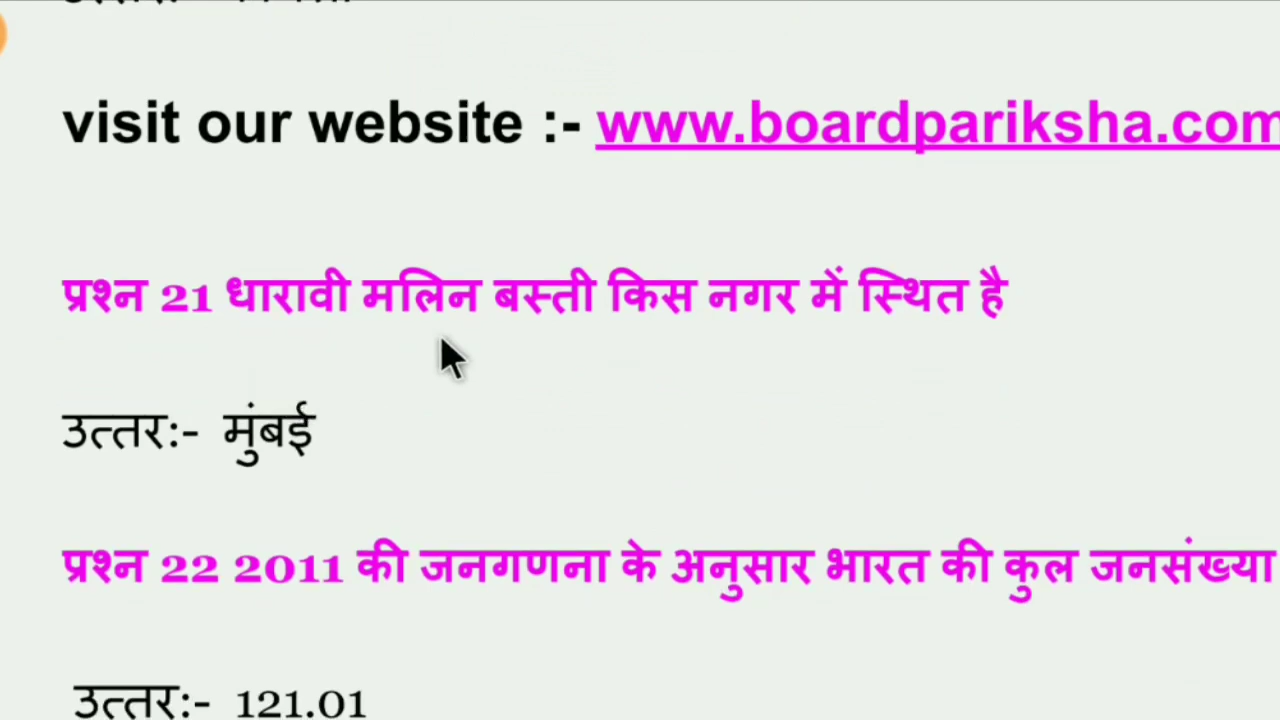 visit our website :- www.boardpariksha.com
प्रश्न 21 धारावी मलिन बस्ती किस नगर में स्थित है
उत्तर:- मुंबई
प्रश्न 22 2011 की जनगणना के अनुसार भारत की कुल जनसंख्या
उत्तर:- 121.01